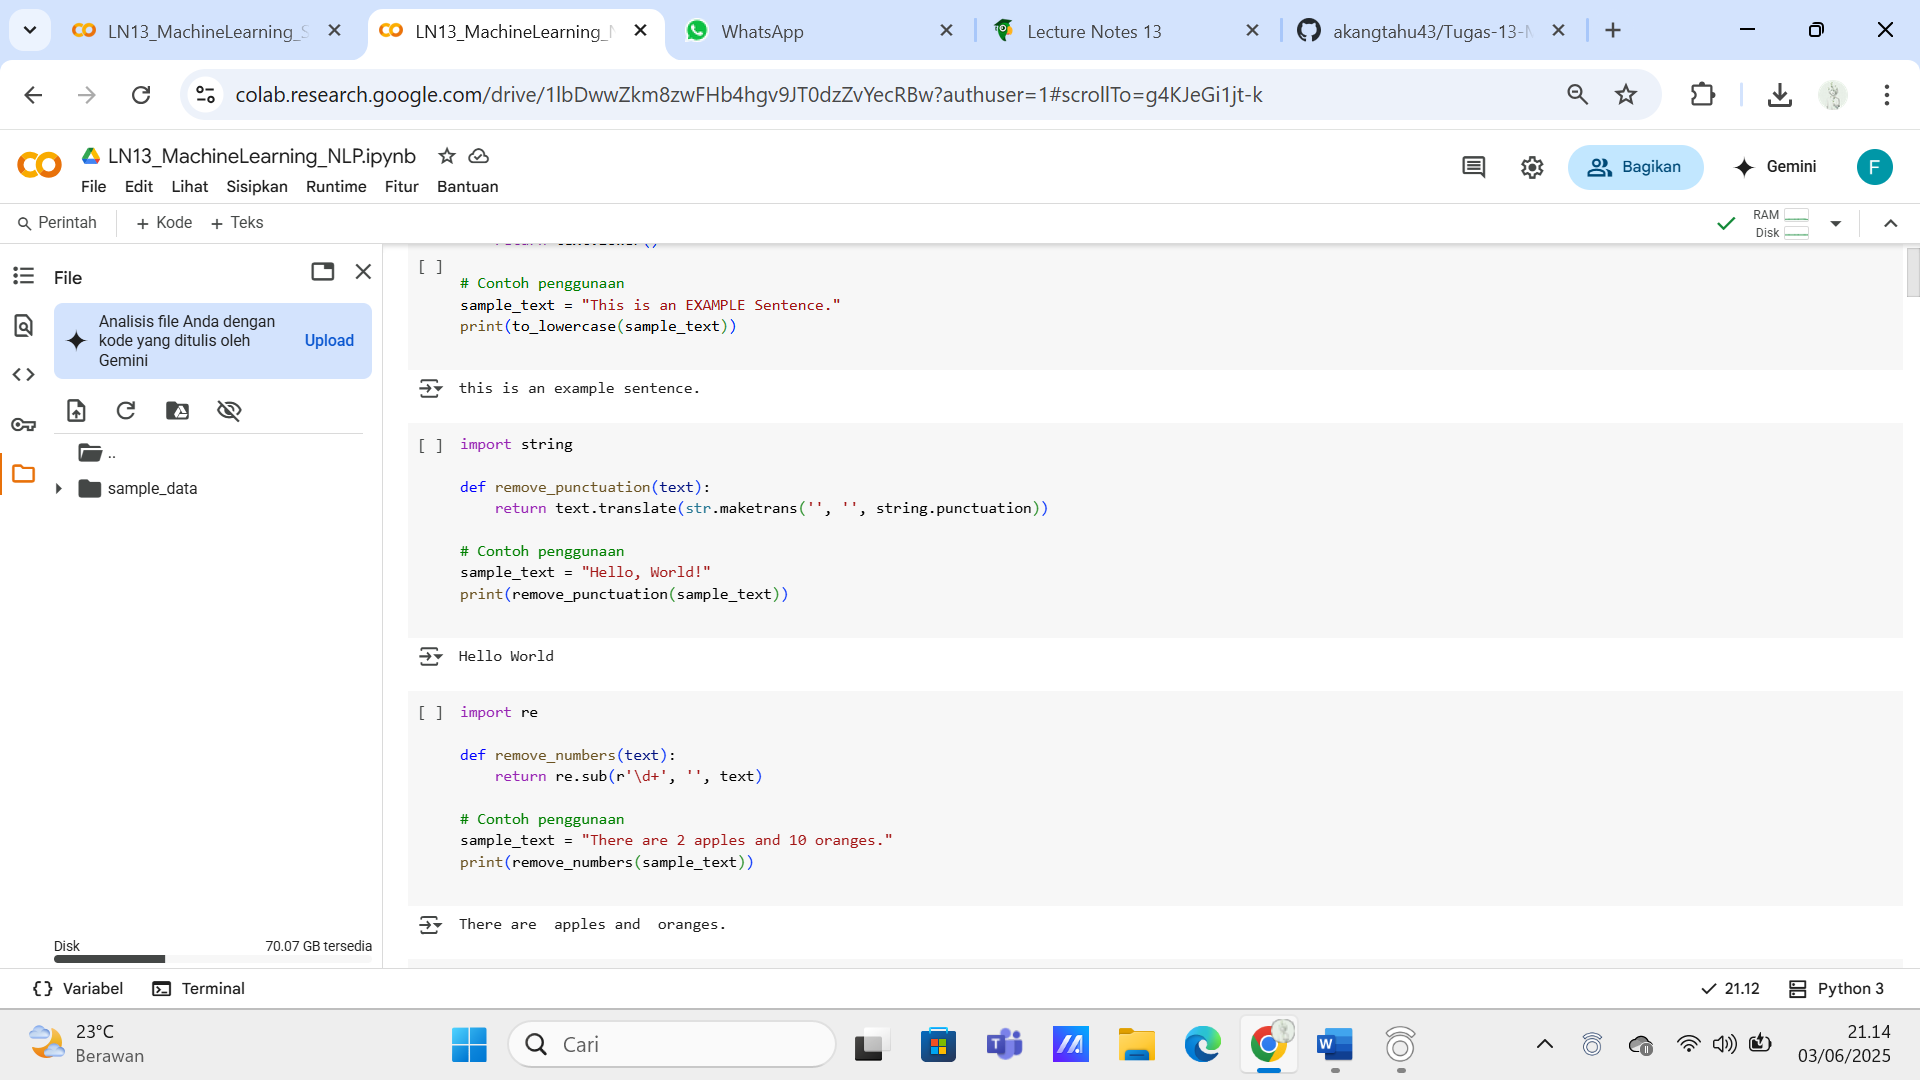 LN13_MachineLearning_S
LN13_MachineLearning_N
WhatsApp
Lecture Notes 13
akangtahu43/Tugas-13-M
colab.research.google.com/drive/1lbDwwZkm8zwFHb4hgv9JT0dzZvYecRBw?authuser=1#scrollTo=g4KJeGi1jt-k
LN13_MachineLearning_NLP.ipynb
File Edit Lihat Sisipkan Runtime Fitur Bantuan
Bagikan
Gemini
F
Perintah
+ Kode + Teks
RAM
Disk
File
Analisis file Anda dengan
kode yang ditulis oleh
Gemini
Upload
..
sample_data
Disk 70.07 GB tersedia
[ ]
# Contoh penggunaan
sample_text = "This is an EXAMPLE Sentence."
print(to_lowercase(sample_text))
this is an example sentence.
[ ] import string
def remove_punctuation(text):
return text.translate(str.maketrans('', '', string.punctuation))
# Contoh penggunaan
sample_text = "Hello, World!"
print(remove_punctuation(sample_text))
Hello World
[ ] import re
def remove_numbers(text):
return re.sub(r'\d+', '', text)
# Contoh penggunaan
sample_text = "There are 2 apples and 10 oranges."
print(remove_numbers(sample_text))
There are  apples and  oranges.
Variabel
Terminal
21.12
Python 3
23°C
Berawan
Cari
21.14
03/06/2025